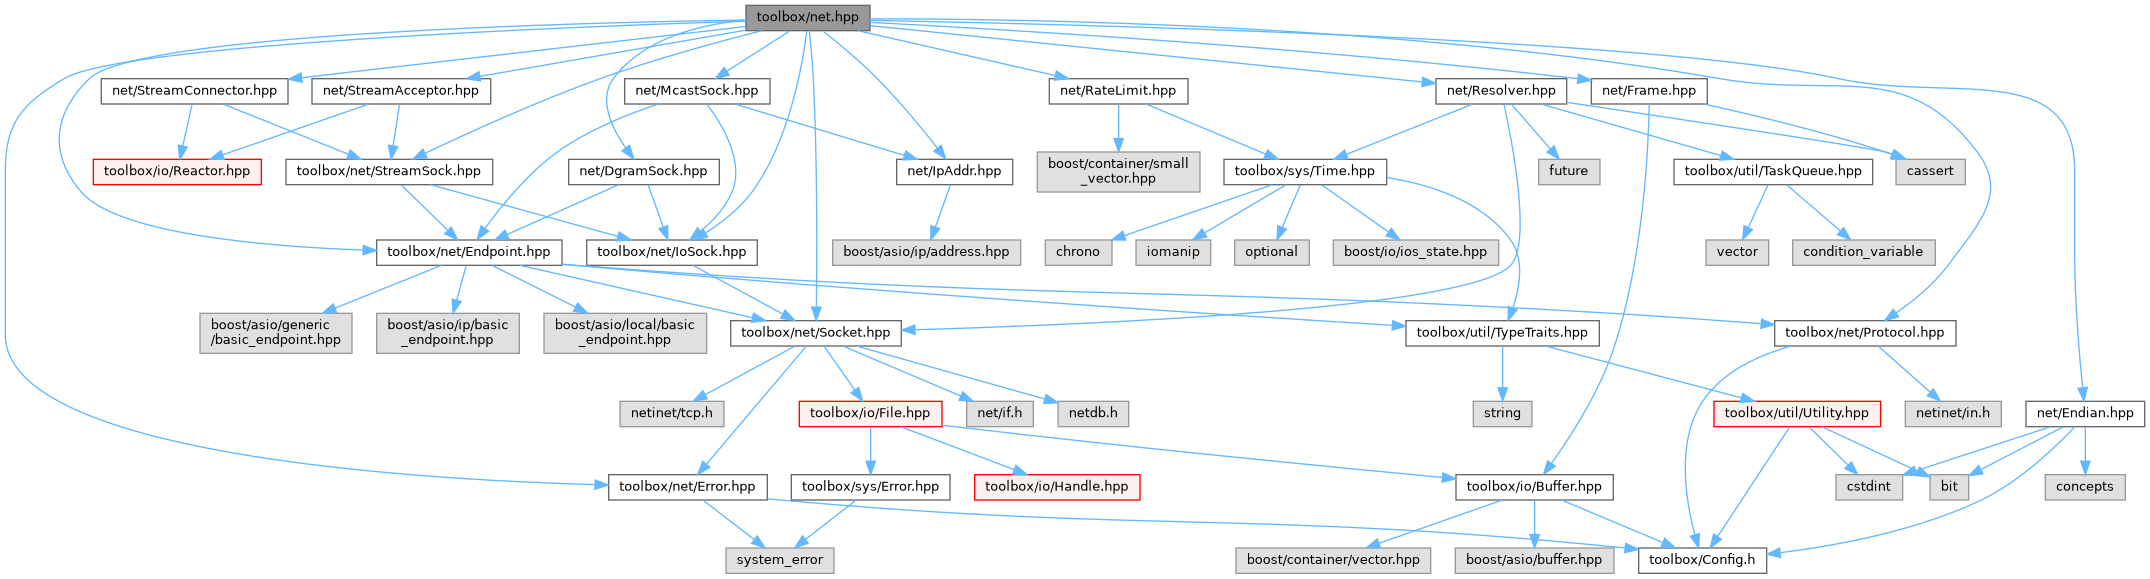 toolbox/net.hpp
net/StreamConnector.hpp
net/StreamAcceptor.hpp
net/McastSock.hpp
net/RateLimit.hpp
net/Resolver.hpp
net/Frame.hpp
toolbox/io/Reactor.hpp
toolbox/net/StreamSock.hpp
net/DgramSock.hpp
net/IpAddr.hpp
boost/container/small
_vector.hpp
toolbox/sys/Time.hpp
future
toolbox/util/TaskQueue.hpp
cassert
toolbox/net/Endpoint.hpp
toolbox/net/IoSock.hpp
boost/asio/ip/address.hpp
chrono
iomanip
optional
boost/io/ios_state.hpp
vector
condition_variable
boost/asio/generic
/basic_endpoint.hpp
boost/asio/ip/basic
_endpoint.hpp
boost/asio/local/basic
_endpoint.hpp
toolbox/net/Socket.hpp
toolbox/util/TypeTraits.hpp
toolbox/net/Protocol.hpp
netinet/tcp.h
toolbox/io/File.hpp
net/if.h
netdb.h
string
toolbox/util/Utility.hpp
netinet/in.h
net/Endian.hpp
toolbox/net/Error.hpp
toolbox/sys/Error.hpp
toolbox/io/Handle.hpp
toolbox/io/Buffer.hpp
cstdint
bit
concepts
system_error
boost/container/vector.hpp
boost/asio/buffer.hpp
toolbox/Config.h